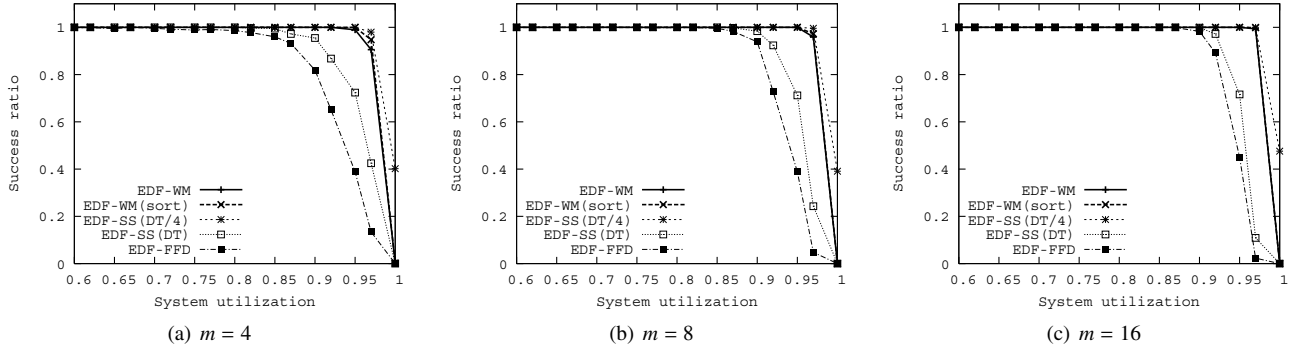 1
0.8
0.6
0.4
0.2
0
Success ratio
EDF-WM
EDF-WM(sort)
EDF-SS(DT/4)
EDF-SS(DT)
EDF-FFD
0.6 0.65 0.7 0.75 0.8 0.85 0.9 0.95 1
System utilization
(a) m = 4
1
0.8
0.6
0.4
0.2
0
Success ratio
EDF-WM
EDF-WM(sort)
EDF-SS(DT/4)
EDF-SS(DT)
EDF-FFD
0.6 0.65 0.7 0.75 0.8 0.85 0.9 0.95 1
System utilization
(b) m = 8
1
0.8
0.6
0.4
0.2
0
Success ratio
EDF-WM
EDF-WM(sort)
EDF-SS(DT/4)
EDF-SS(DT)
EDF-FFD
0.6 0.65 0.7 0.75 0.8 0.85 0.9 0.95 1
System utilization
(c) m = 16